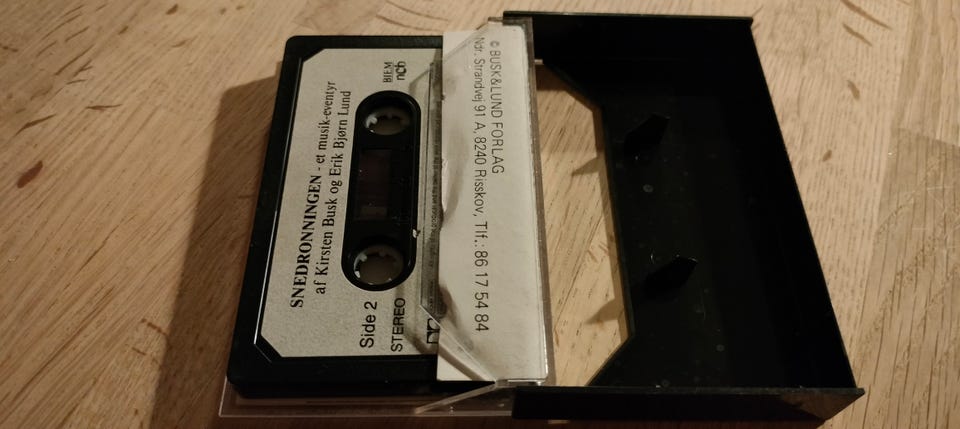 SNEDRONNINGEN - et musik-eventyr
af Kirsten Busk og Erik Bjørn Lund
BIEM
ncb
Side 2
STEREO
© BUSK&LUND FORLAG
Ndr. Strandvej 91 A, 8240 Risskov, Tlf.: 86 17 54 84